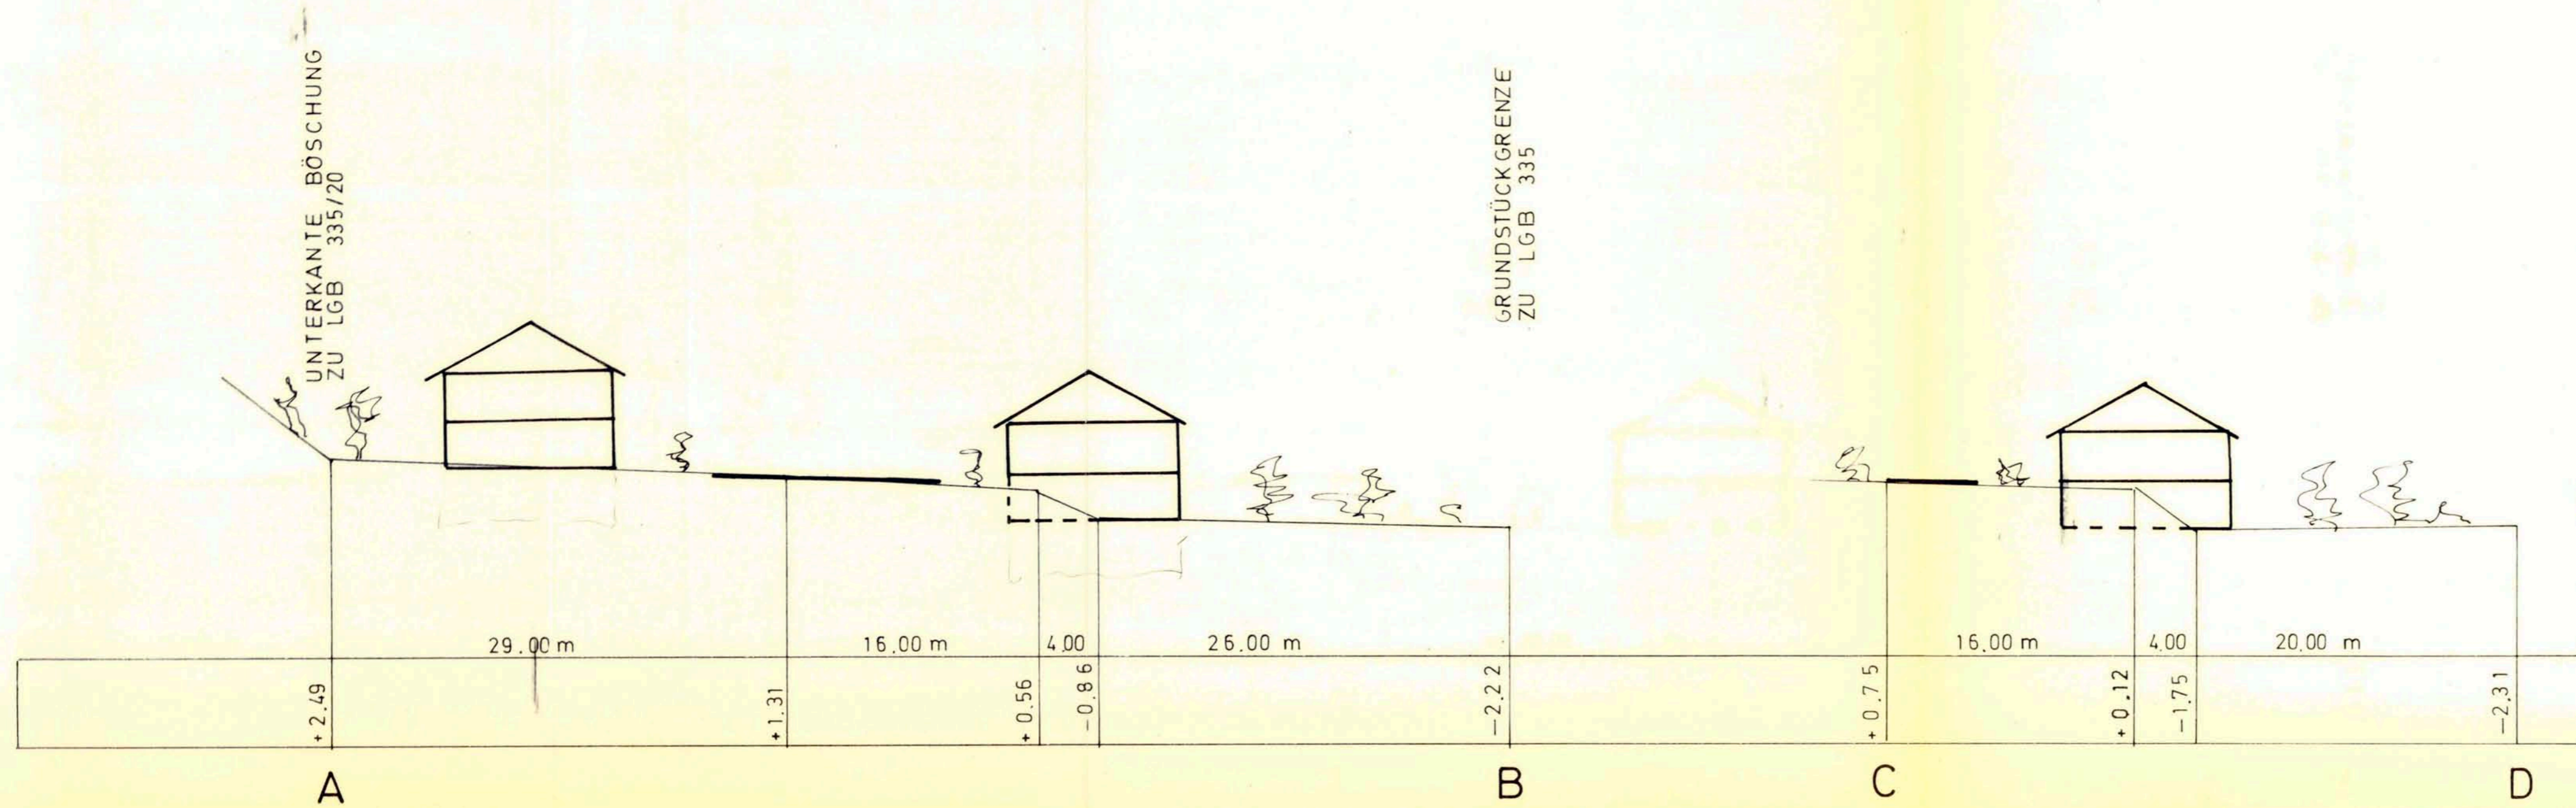 UNTERKANTE BÖSCHUNG
ZU LGB 335/20
GRUNDSTÜCKGRENZE
ZU LGB 335
29.00 m
16.00 m
4.00
26.00 m
16.00 m
4.00
20.00 m
+2.49
+1.31
+0.56
-0.86
-2.22
+0.75
+0.12
-1.75
-2.31
A
B
C
D